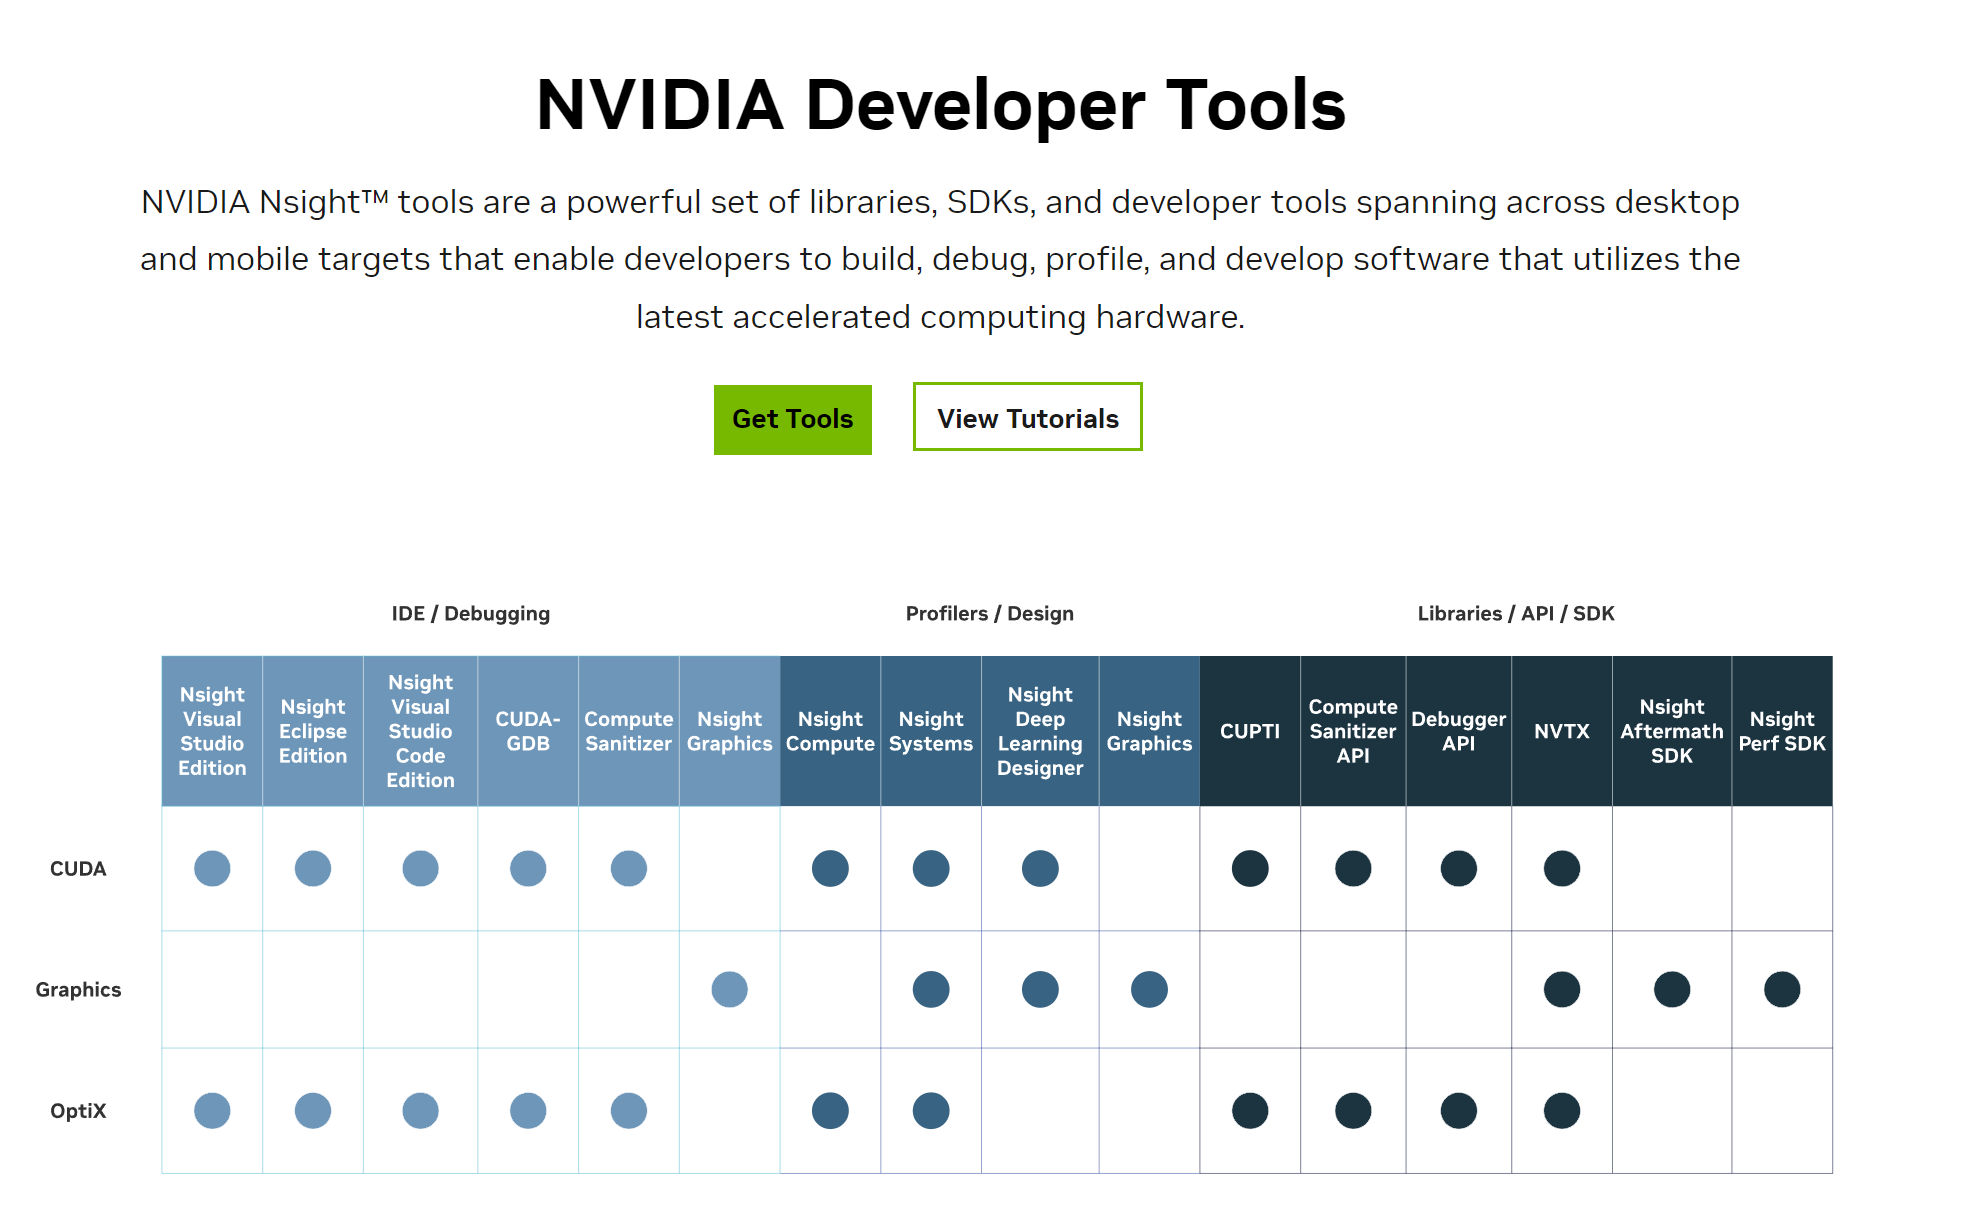 NVIDIA Developer Tools
NVIDIA Nsight™ tools are a powerful set of libraries, SDKs, and developer tools spanning across desktop
and mobile targets that enable developers to build, debug, profile, and develop software that utilizes the
latest accelerated computing hardware.
Get Tools
View Tutorials
IDE / Debugging
Profilers / Design
Libraries / API / SDK
Nsight
Visual
Studio
Edition
Nsight
Eclipse
Edition
Nsight
Visual
Studio
Code
Edition
CUDA-
GDB
Compute
Sanitizer
Nsight
Graphics
Nsight
Compute
Nsight
Systems
Nsight
Deep
Learning
Designer
Nsight
Graphics
CUPTI
Compute
Sanitizer
API
Debugger
API
NVTX
Nsight
Aftermath
SDK
Nsight
Perf SDK
CUDA
Graphics
OptiX